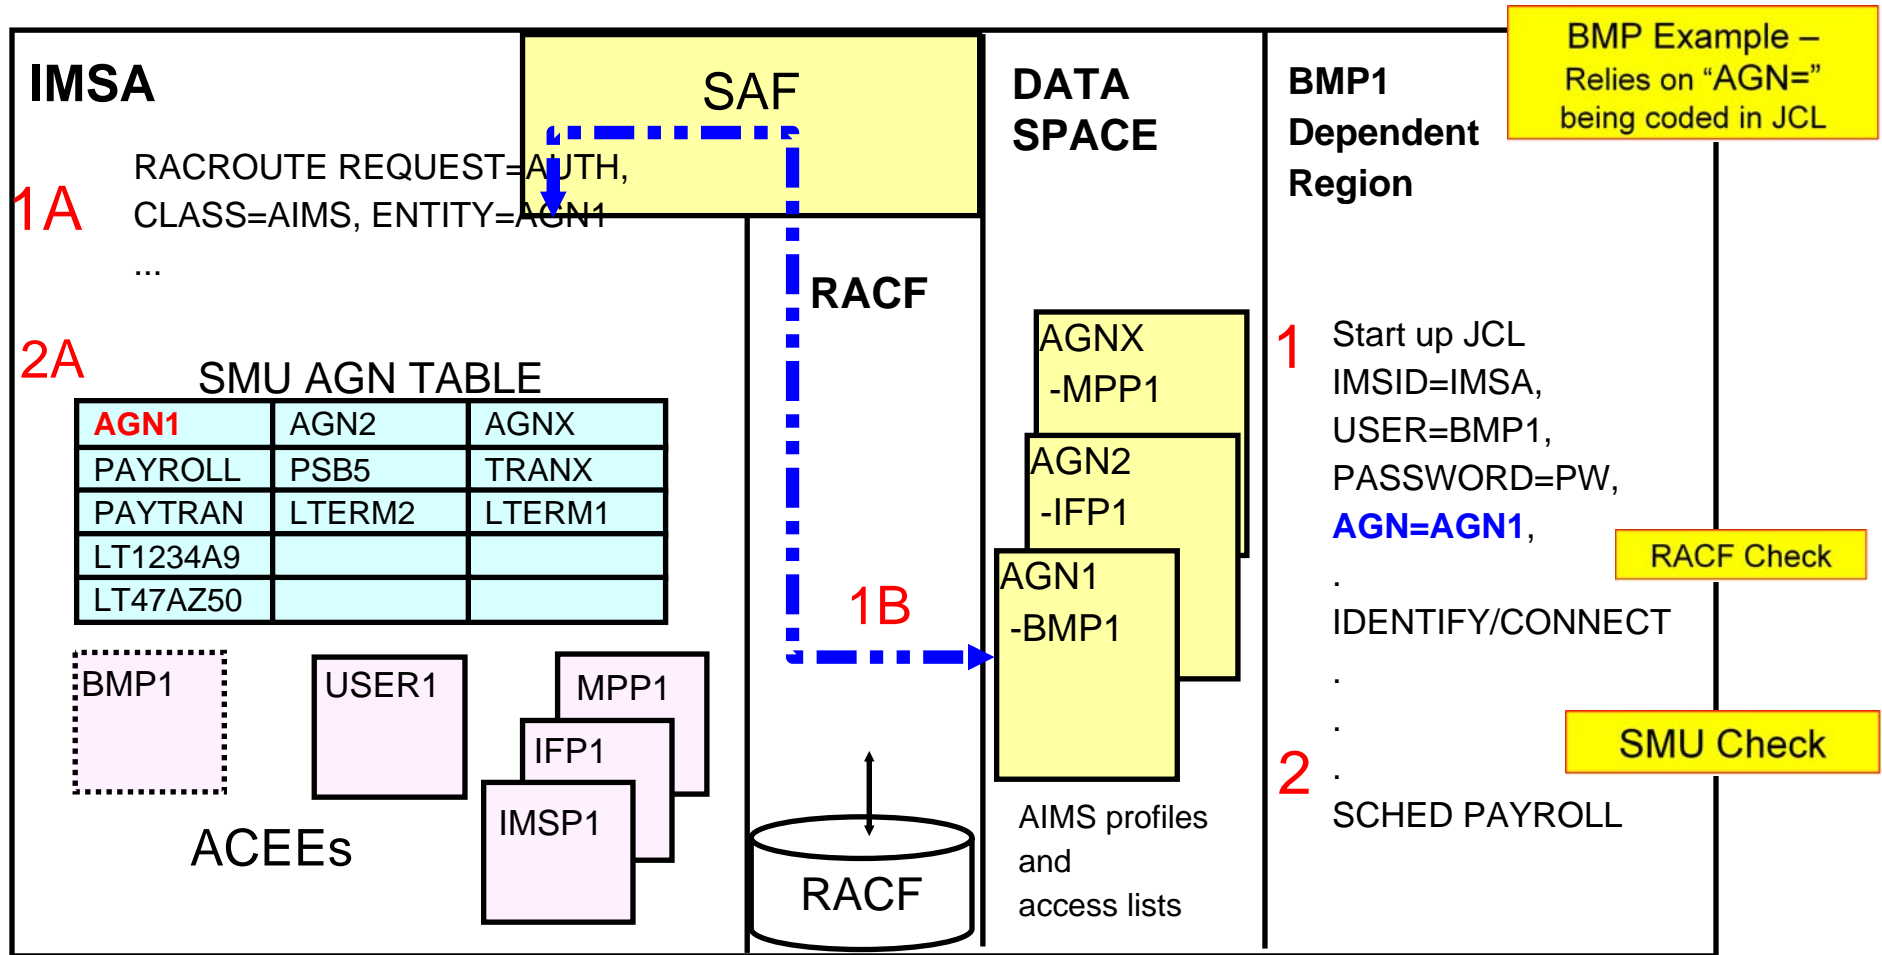 IMSA
SAF
RACROUTE REQUEST=AUTH,
1A
CLASS=AIMS, ENTITY=AGN1
...
2A
SMU AGN TABLE
AGN1 AGN2 AGNX
PAYROLL PSB5 TRANX
PAYTRAN LTERM2 LTERM1
LT1234A9
LT47AZ50
BMP1
USER1
MPP1
IFP1
IMSP1
ACEEs
RACF
1B
RACF
DATA
SPACE
AGNX
-MPP1
AGN2
-IFP1
AGN1
-BMP1
AIMS profiles
and
access lists
BMP1
Dependent
Region
BMP Example –
Relies on “AGN=”
being coded in JCL
1
Start up JCL
IMSID=IMSA,
USER=BMP1,
PASSWORD=PW,
AGN=AGN1,
RACF Check
.
IDENTIFY/CONNECT
.
.
SMU Check
2
.
SCHED PAYROLL